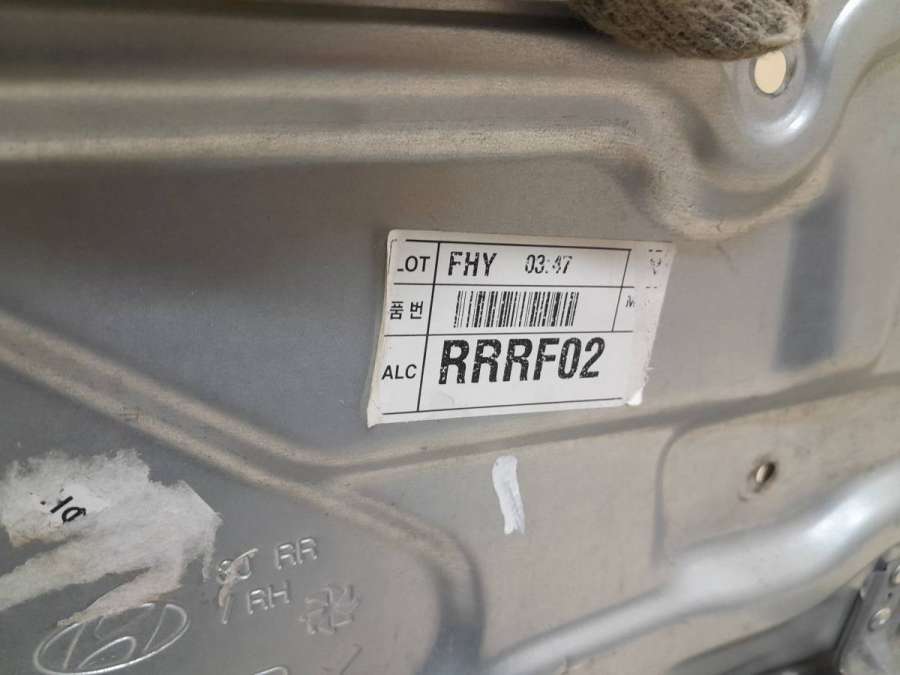 LOT FHY 03:47
품 번
ALC RRRF02
RR
RH